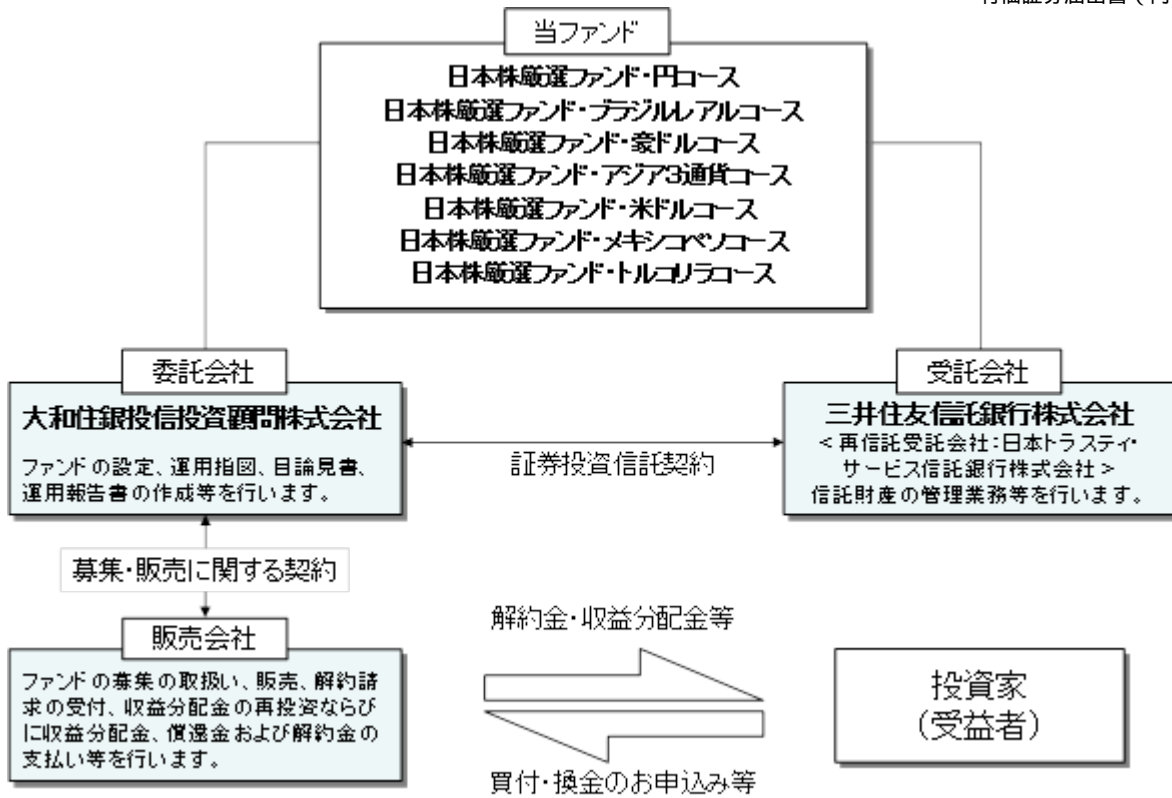 当ファンド
日本株厳選ファンド・円コース
日本株厳選ファンド・ブラジルレアルコース
日本株厳選ファンド・豪ドルコース
日本株厳選ファンド・アジア3通貨コース
日本株厳選ファンド・米ドルコース
日本株厳選ファンド・メキシコペソコース
日本株厳選ファンド・トルコリラコース
委託会社
大和住銀投信投資顧問株式会社
ファンドの設定、運用指図、目論見書、
運用報告書の作成等を行います。
証券投資信託契約
受託会社
三井住友信託銀行株式会社
<再信託受託会社:日本トラスティ・
サービス信託銀行株式会社>
信託財産の管理業務等を行います。
募集・販売に関する契約
販売会社
ファンドの募集の取扱い、販売、解約請
求の受付、収益分配金の再投資ならび
に収益分配金、償還金および解約金の
支払い等を行います。
解約金・収益分配金等
買付・換金のお申込み等
投資家
(受益者)